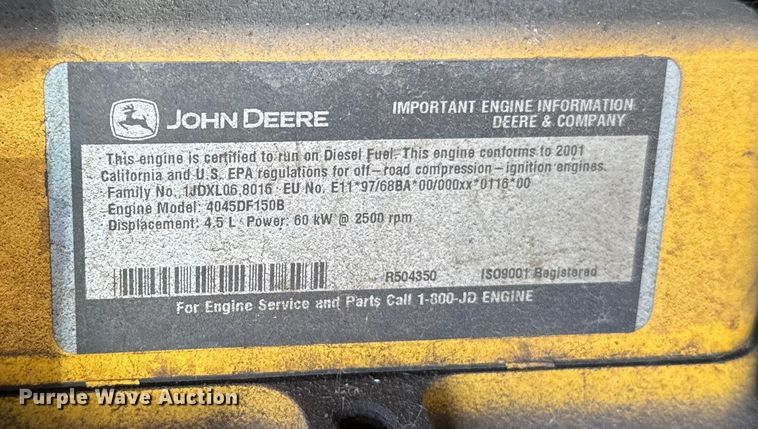 JOHN DEERE
IMPORTANT ENGINE INFORMATION
DEERE & COMPANY
This engine is certified to run on Diesel Fuel. This engine conforms to 2001
California and U.S. EPA regulations for off-road compression-ignition engines.
Family No. 1JDXL06.8016 EU No. E11*97/68BA*00/000xx*0116*00
Engine Model: 4045DF150B
Displacement: 4.5 L Power: 60 kW @ 2500 rpm
R504350 ISO9001 Registered
For Engine Service and Parts Call 1-800-JD ENGINE
Purple Wave Auction